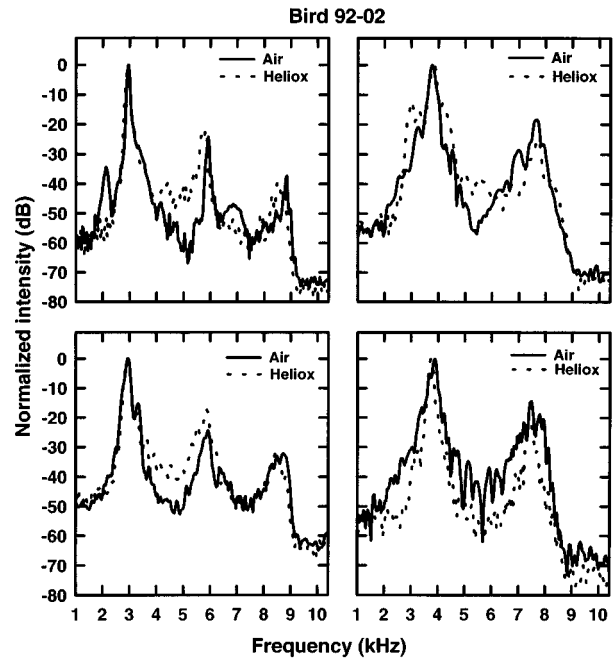 Bird 92-02
Normalized intensity (dB)
0
-10
-20
-30
-40
-50
-60
-70
-80
Air
Heliox
Air
Heliox
0
-10
-20
-30
-40
-50
-60
-70
-80
Air
Heliox
Air
Heliox
1 2 3 4 5 6 7 8 9 10
1 2 3 4 5 6 7 8 9 10
Frequency (kHz)